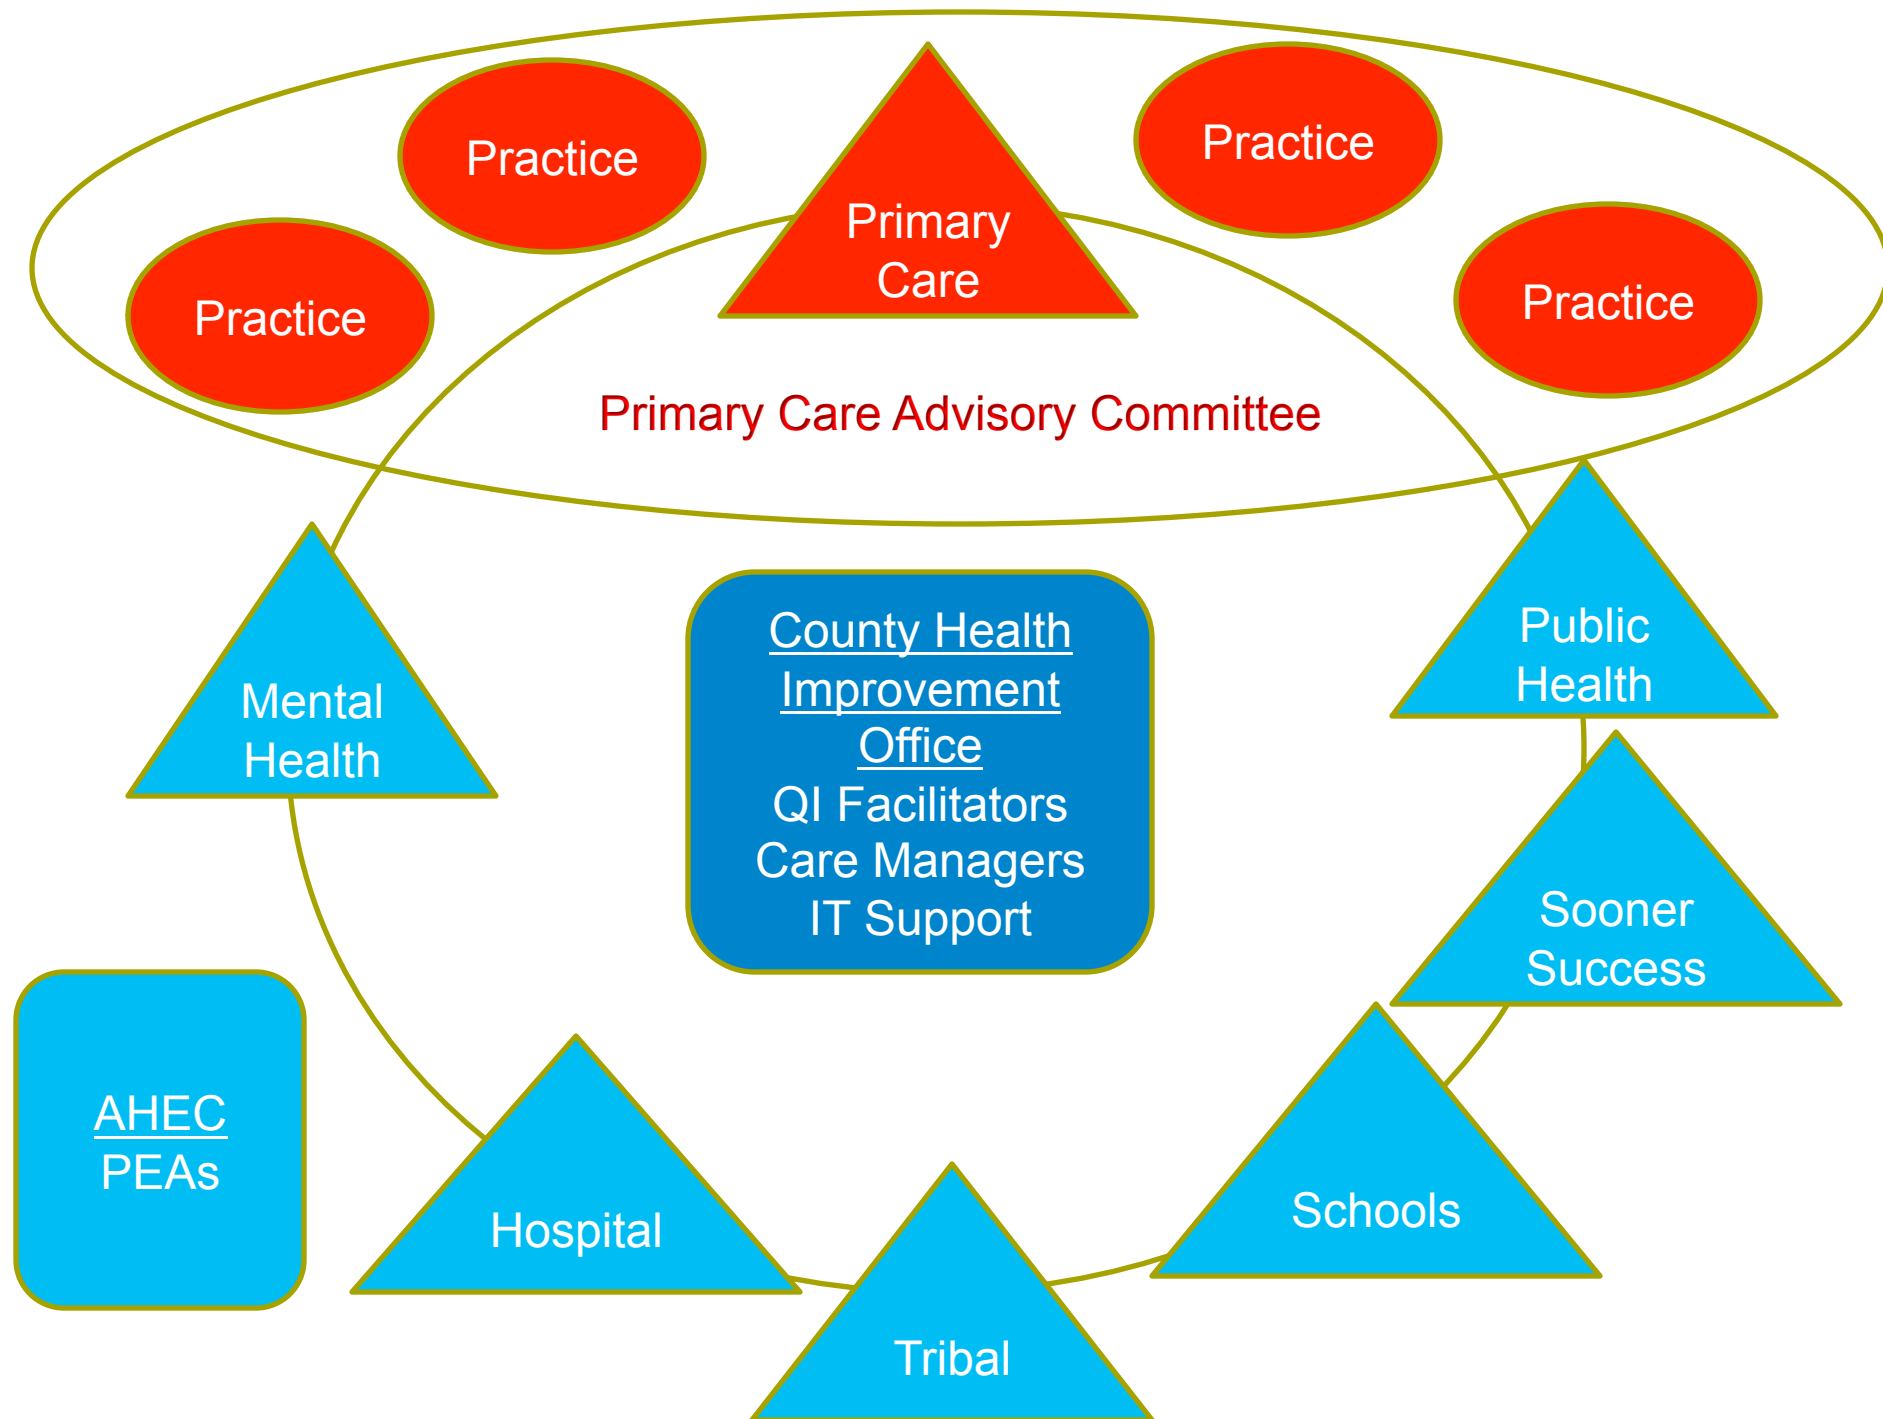 Practice
Practice
Primary
Care
Practice
Practice
Primary Care Advisory Committee
Mental
Health
County Health
Improvement
Office
QI Facilitators
Care Managers
IT Support
Public
Health
Sooner
Success
AHEC
PEAs
Hospital
Tribal
Schools